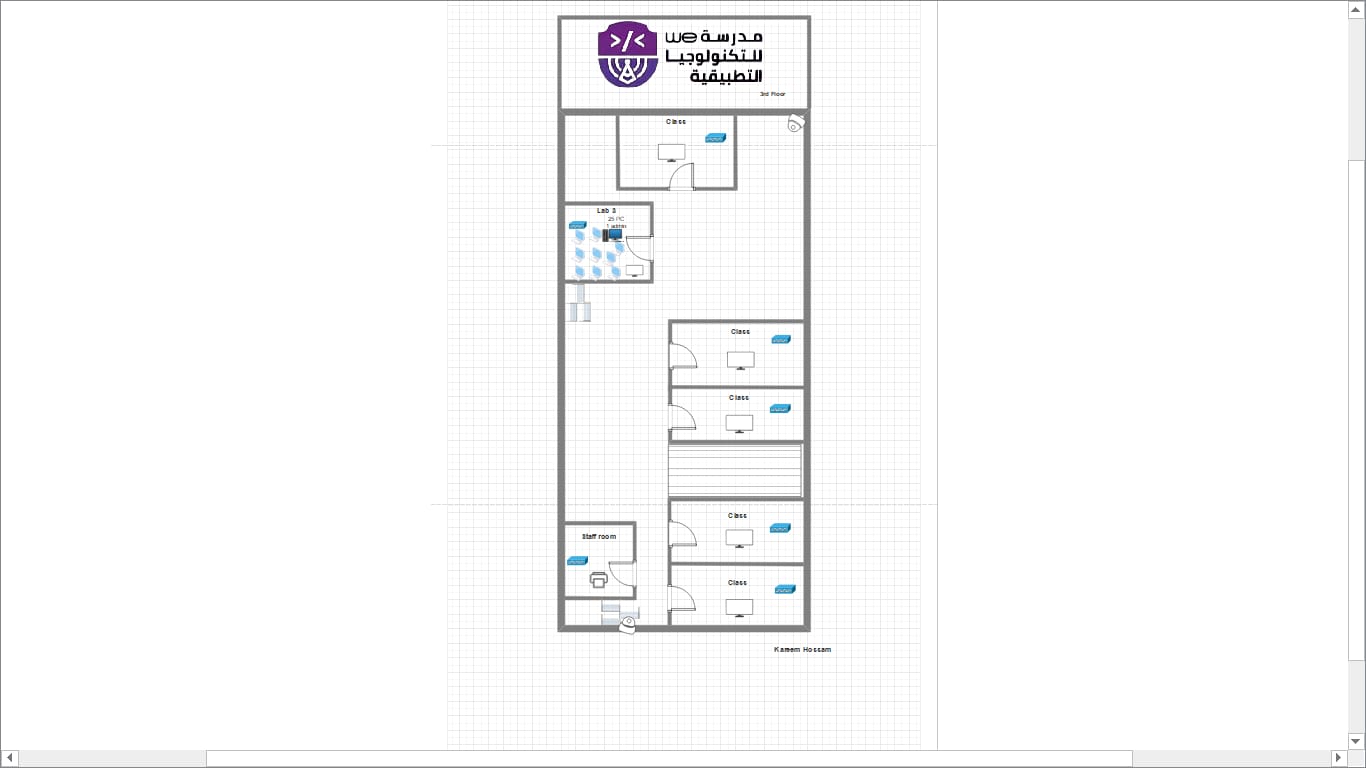 مدرسة we
للتكنولوجيا
التطبيقية
3rd Floor
Class
Lab 3
25 PC
1 admin
Class
Class
Class
Staff room
Class
Kareem Hossam